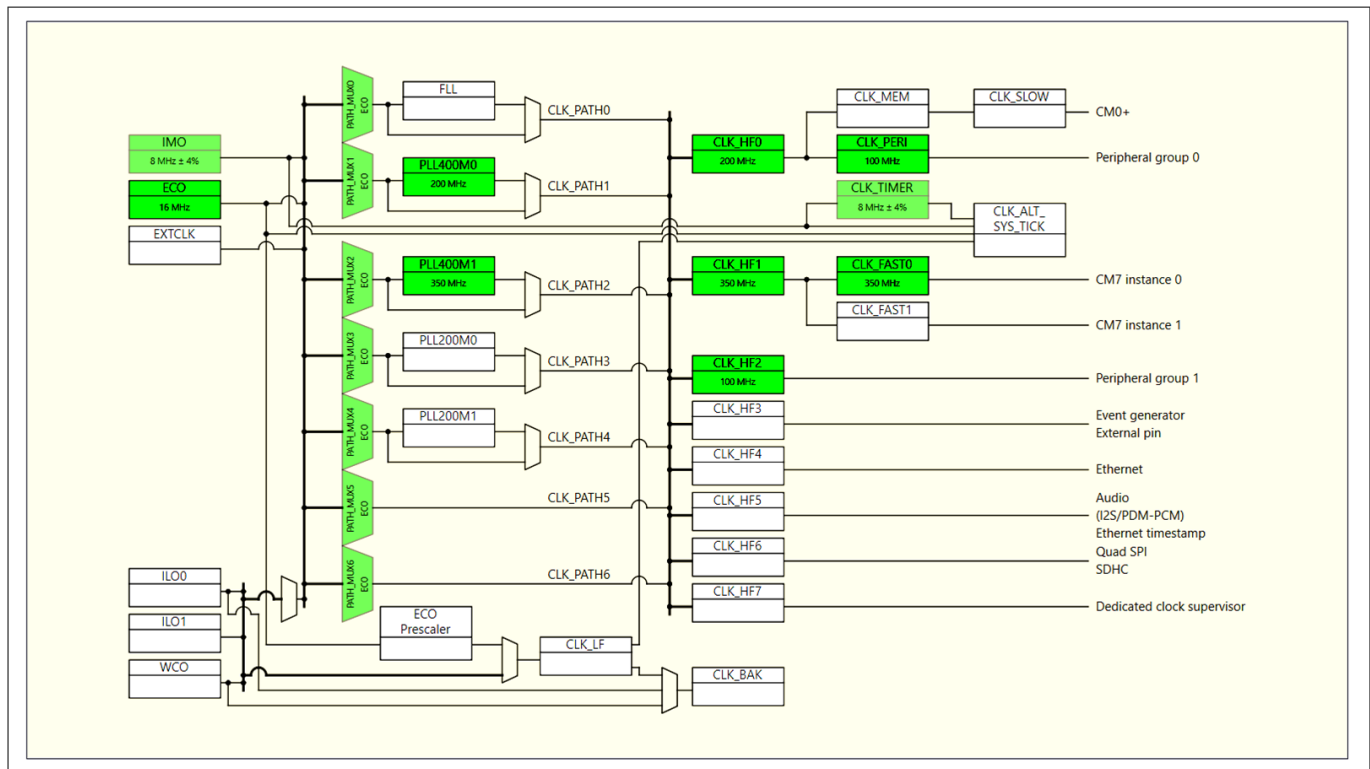 FLL
CLK_PATH0
PATH_MUX0
ECO
CLK_MEM
CLK_SLOW
CM0+
IMO
8 MHz ± 4%
PATH_MUX1
ECO
PLL400M0
200 MHz
CLK_PATH1
CLK_HF0
200 MHz
CLK_PERI
100 MHz
Peripheral group 0
ECO
16 MHz
CLK_TIMER
8 MHz ± 4%
CLK_ALT_
SYS_TICK
EXTCLK
PATH_MUX2
ECO
PLL400M1
350 MHz
CLK_PATH2
CLK_HF1
350 MHz
CLK_FAST0
350 MHz
CM7 instance 0
CLK_FAST1
CM7 instance 1
PATH_MUX3
ECO
PLL200M0
CLK_PATH3
CLK_HF2
100 MHz
Peripheral group 1
PATH_MUX4
ECO
PLL200M1
CLK_PATH4
CLK_HF3
Event generator
External pin
CLK_HF4
Ethernet
PATH_MUX5
ECO
CLK_PATH5
CLK_HF5
Audio
(I2S/PDM-PCM)
Ethernet timestamp
CLK_HF6
Quad SPI
SDHC
PATH_MUX6
ECO
CLK_PATH6
CLK_HF7
Dedicated clock supervisor
ILO0
ILO1
WCO
ECO
Prescaler
CLK_LF
CLK_BAK